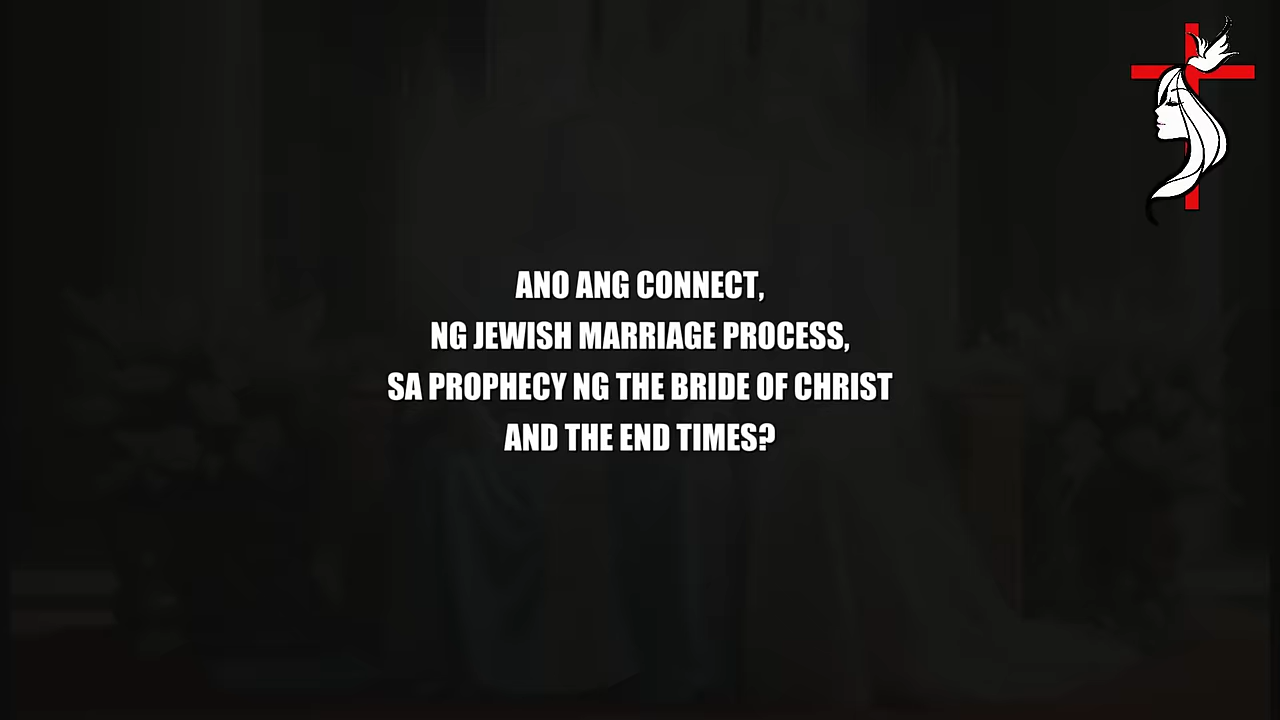 ANO ANG CONNECT,
NG JEWISH MARRIAGE PROCESS,
SA PROPHECY NG THE BRIDE OF CHRIST
AND THE END TIMES?